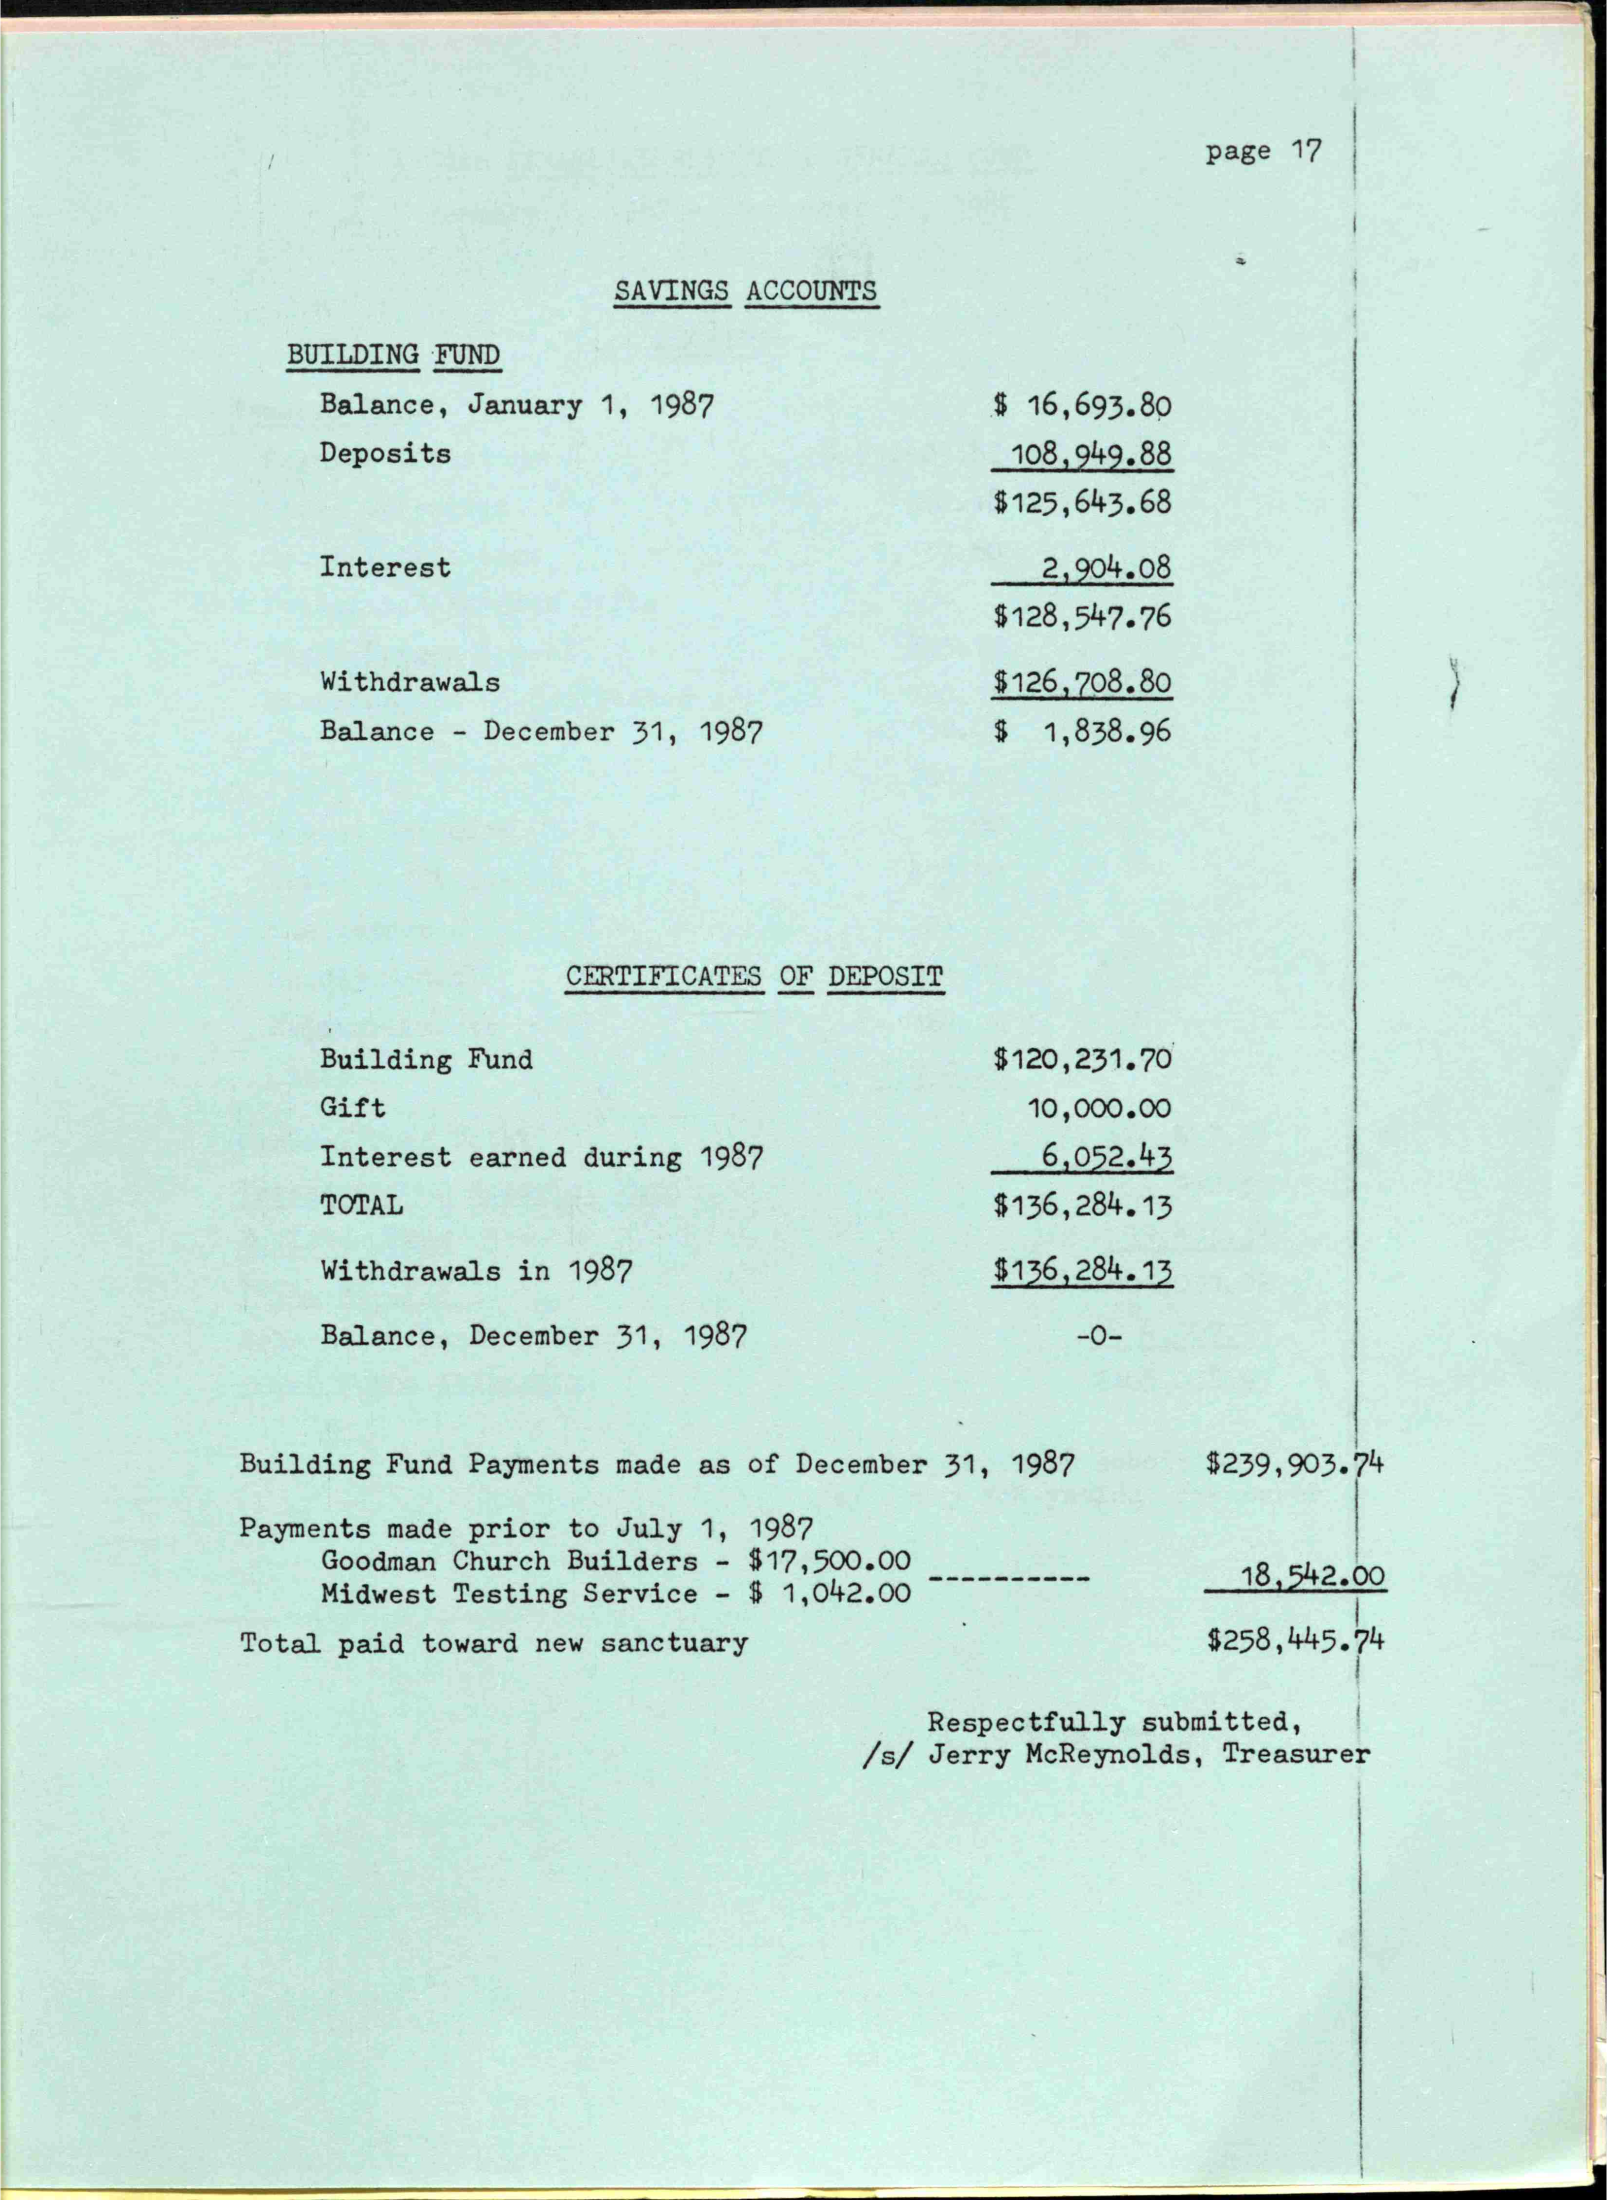 page 17
SAVINGS ACCOUNTS
BUILDING FUND
Balance, January 1, 1987 $ 16,693.80
Deposits 108,949.88
$125,643.68
Interest 2,904.08
$128,547.76
Withdrawals $126,708.80
Balance - December 31, 1987 $ 1,838.96
CERTIFICATES OF DEPOSIT
Building Fund $120,231.70
Gift 10,000.00
Interest earned during 1987 6,052.43
TOTAL $136,284.13
Withdrawals in 1987 $136,284.13
Balance, December 31, 1987 -0-
Building Fund Payments made as of December 31, 1987 $239,903.74
Payments made prior to July 1, 1987
Goodman Church Builders - $17,500.00
Midwest Testing Service - $ 1,042.00 ---------- 18,542.00
Total paid toward new sanctuary $258,445.74
Respectfully submitted,
/s/ Jerry McReynolds, Treasurer